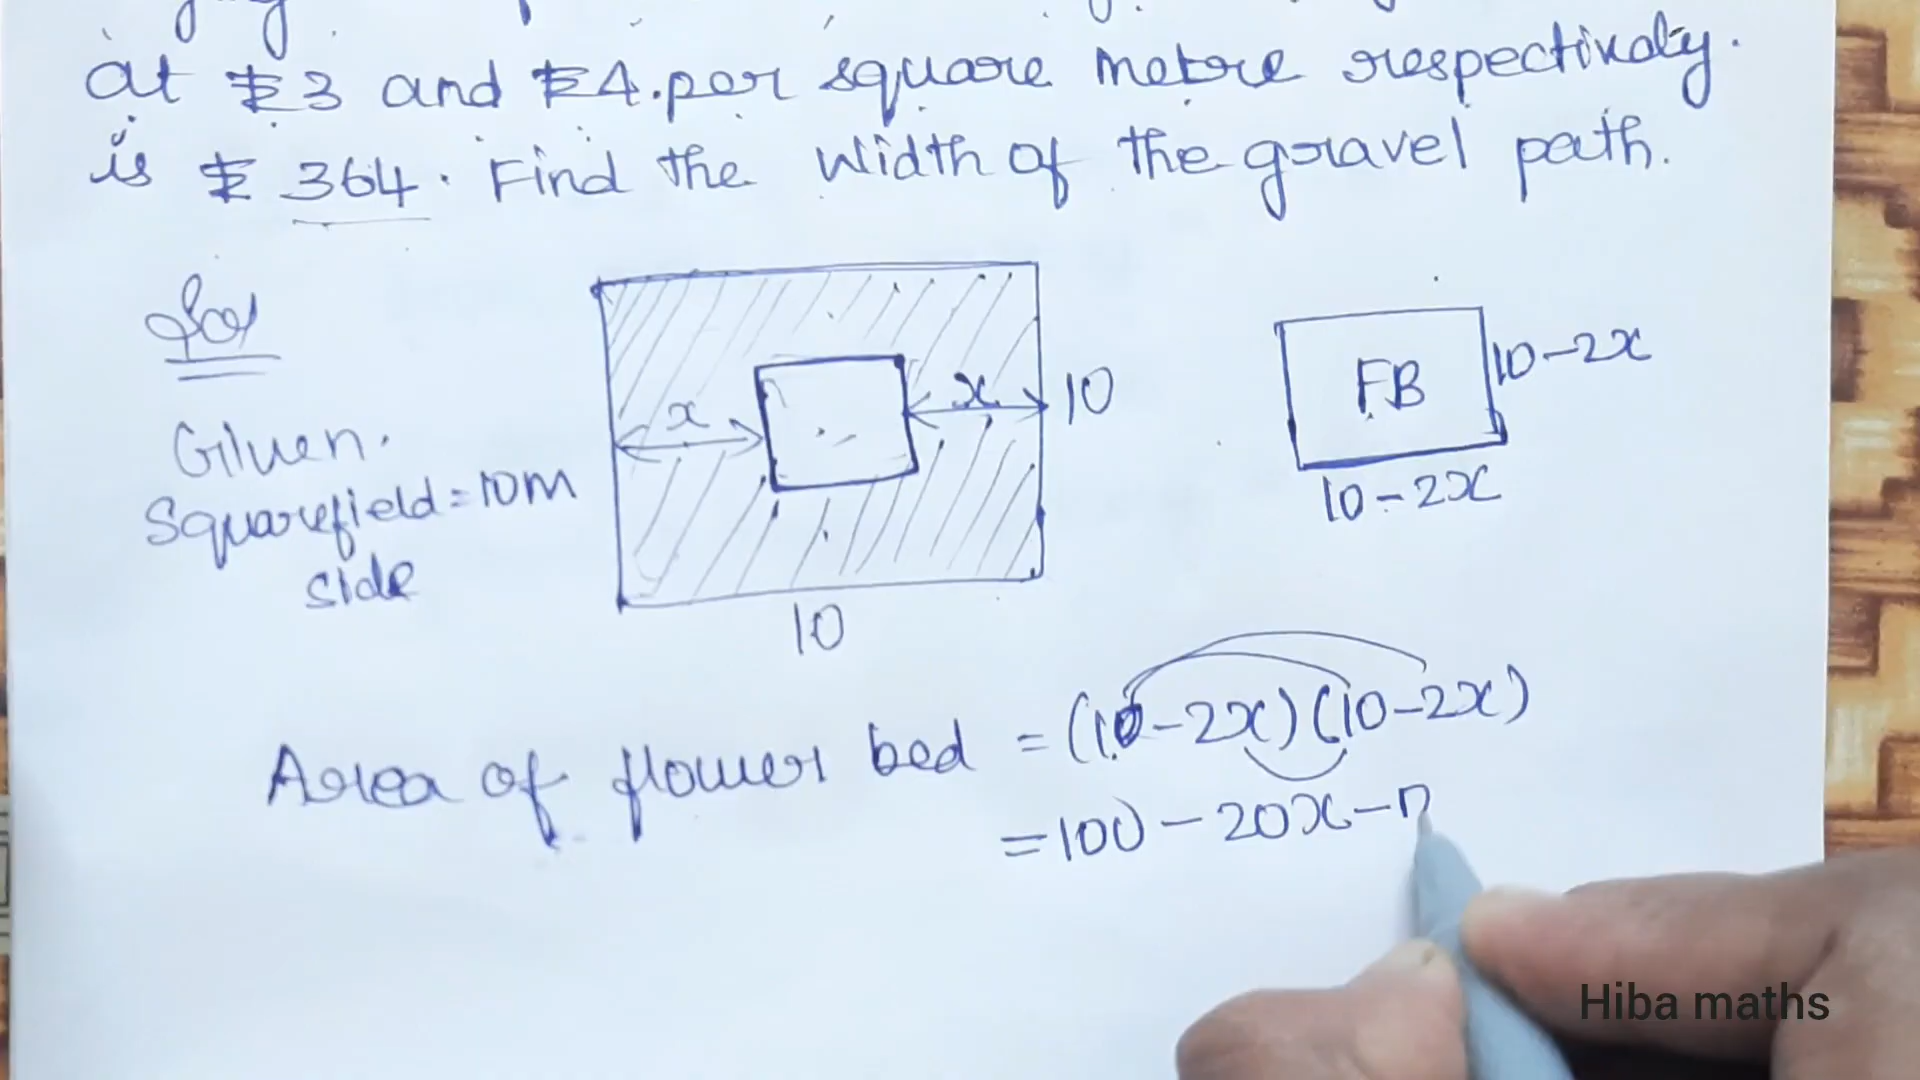 at ₹3 and ₹4.per square metre respectively.
is ₹ 364. Find the width of the gravel path.
Sol
Given.
Squarefield = 10m
side
x
x
10
10
FB
10-2x
10-2x
Area of flower bed = (10-2x)(10-2x)
= 100 - 20x -
Hiba maths